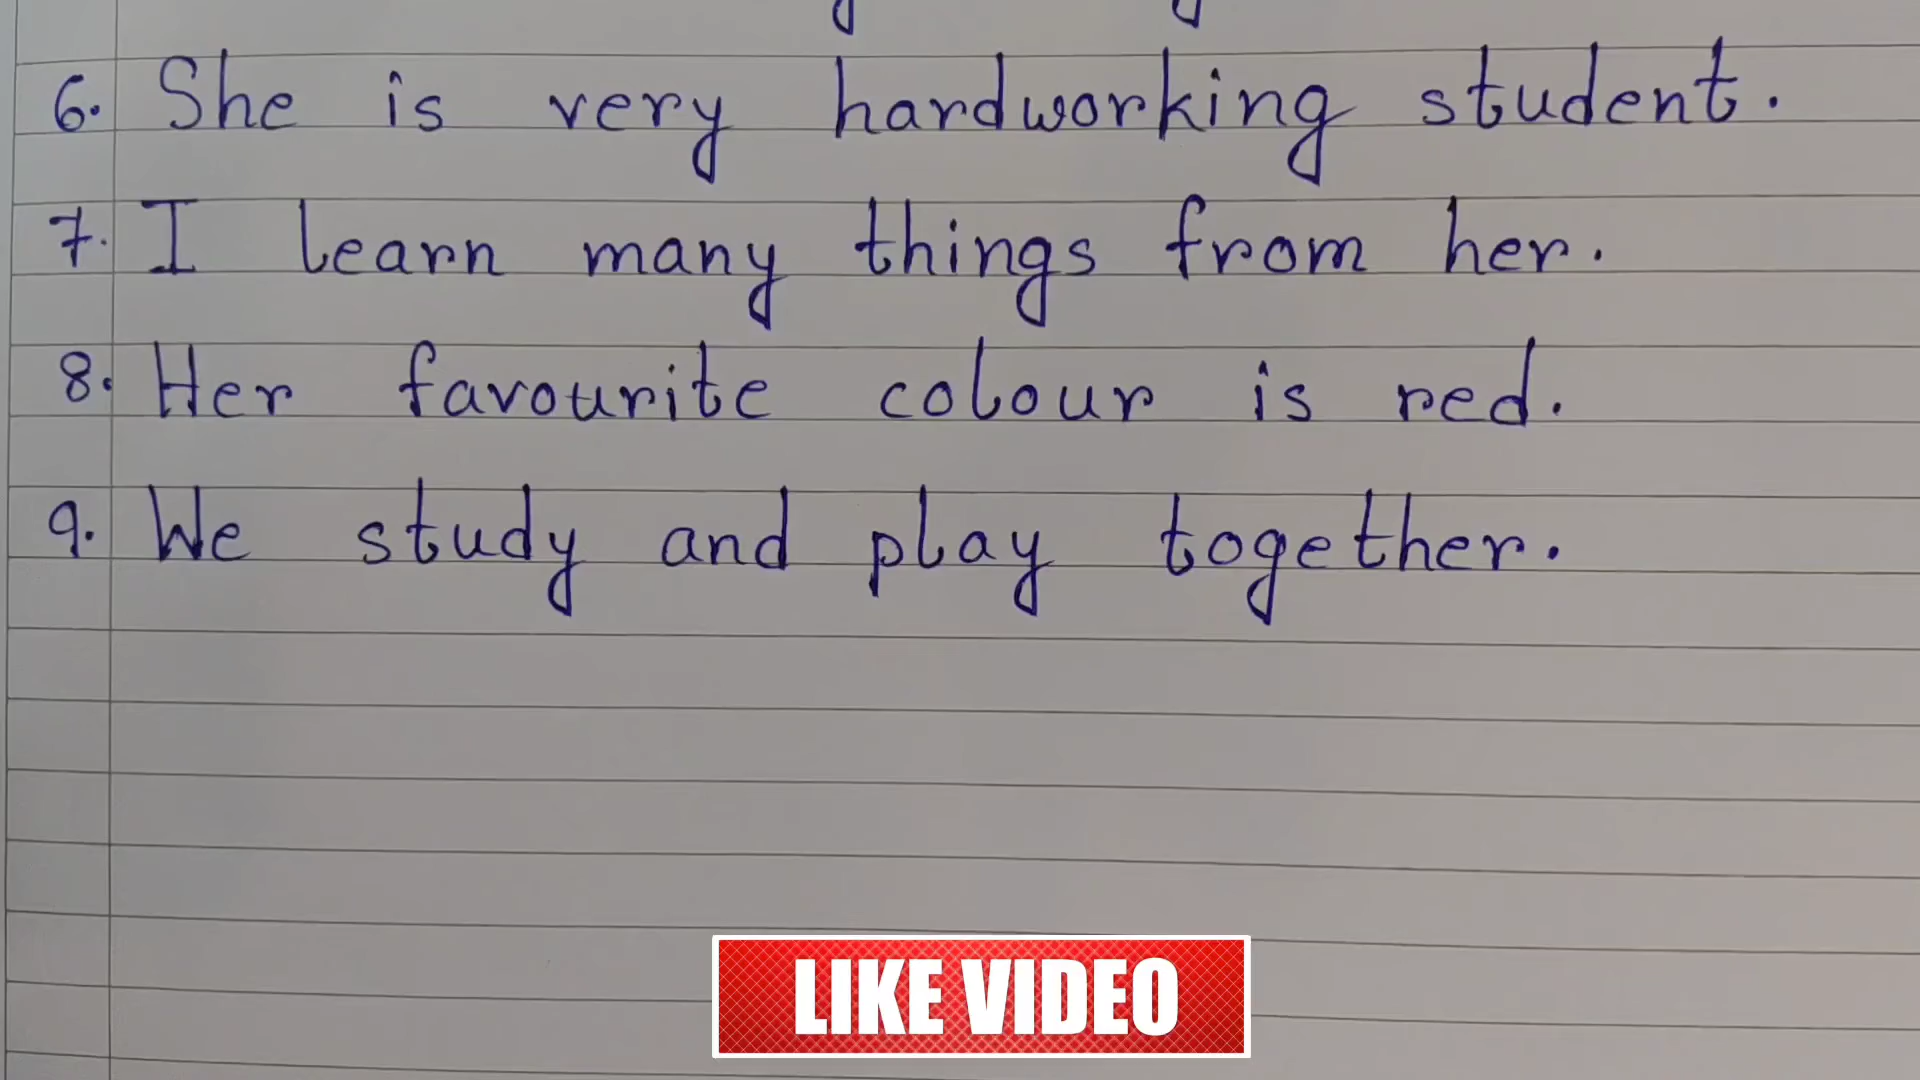 6. She is very hardworking student.
7. I learn many things from her.
8. Her favourite colour is red.
9. We study and play together.
LIKE VIDEO